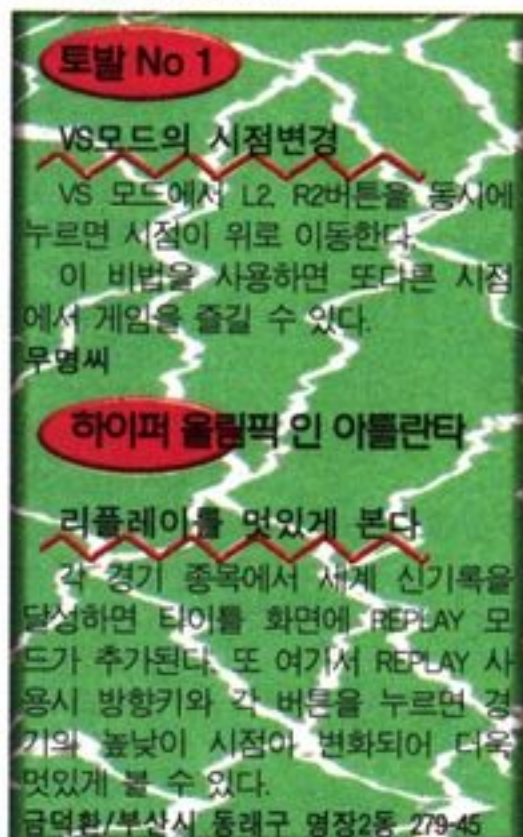 토발 No 1
VS모드의 시점변경
VS 모드에서 L2, R2버튼을 동시에
누르면 시점이 위로 이동한다.
이 비법을 사용하면 또다른 시점
에서 게임을 즐길 수 있다.
무명씨
하이퍼 올림픽 인 아틀란타
리플레이를 멋있게 본다
각 경기 종목에서 세계 신기록을
달성하면 타이틀 화면에 REPLAY 모
드가 추가된다. 또 여기서 REPLAY 사
용시 방향키와 각 버튼을 누르면 경
기의 높낮이 시점이 변화되어 더욱
멋있게 볼 수 있다.
금덕환/부산시 동래구 명장2동 279-45